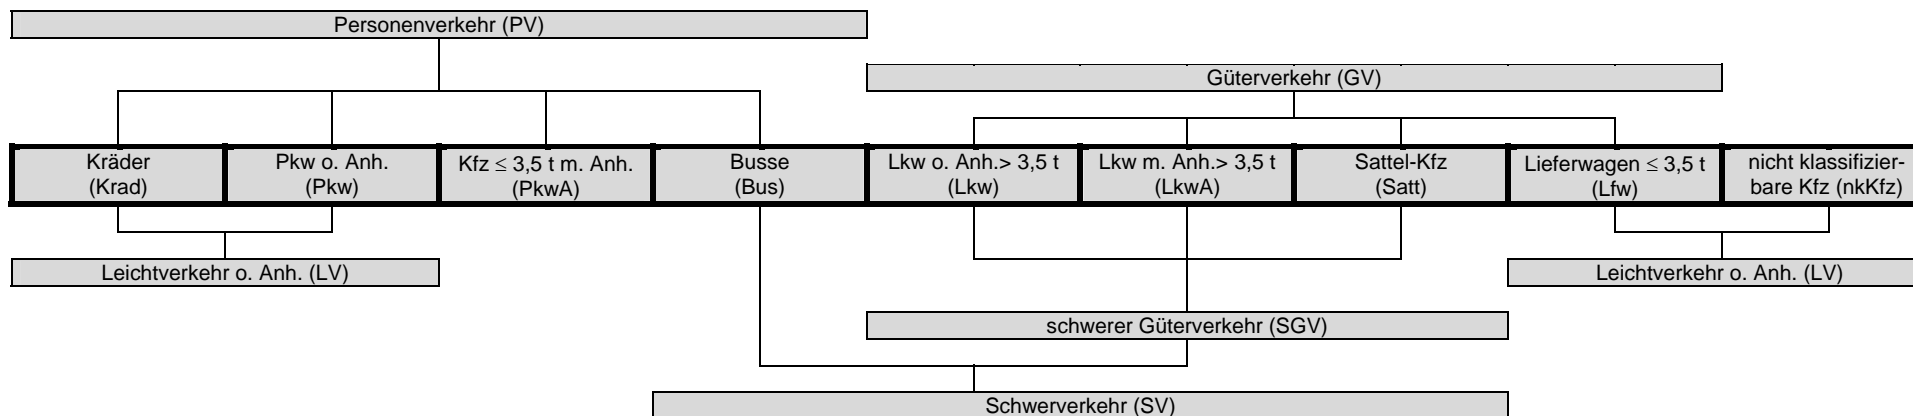 Personenverkehr (PV)
Güterverkehr (GV)
Kräder
(Krad)
Pkw o. Anh.
(Pkw)
Kfz ≤ 3,5 t m. Anh.
(PkwA)
Busse
(Bus)
Lkw o. Anh.> 3,5 t
(Lkw)
Lkw m. Anh.> 3,5 t
(LkwA)
Sattel-Kfz
(Satt)
Lieferwagen ≤ 3,5 t
(Lfw)
nicht klassifizier-
bare Kfz (nkKfz)
Leichtverkehr o. Anh. (LV)
Leichtverkehr o. Anh. (LV)
schwerer Güterverkehr (SGV)
Schwerverkehr (SV)